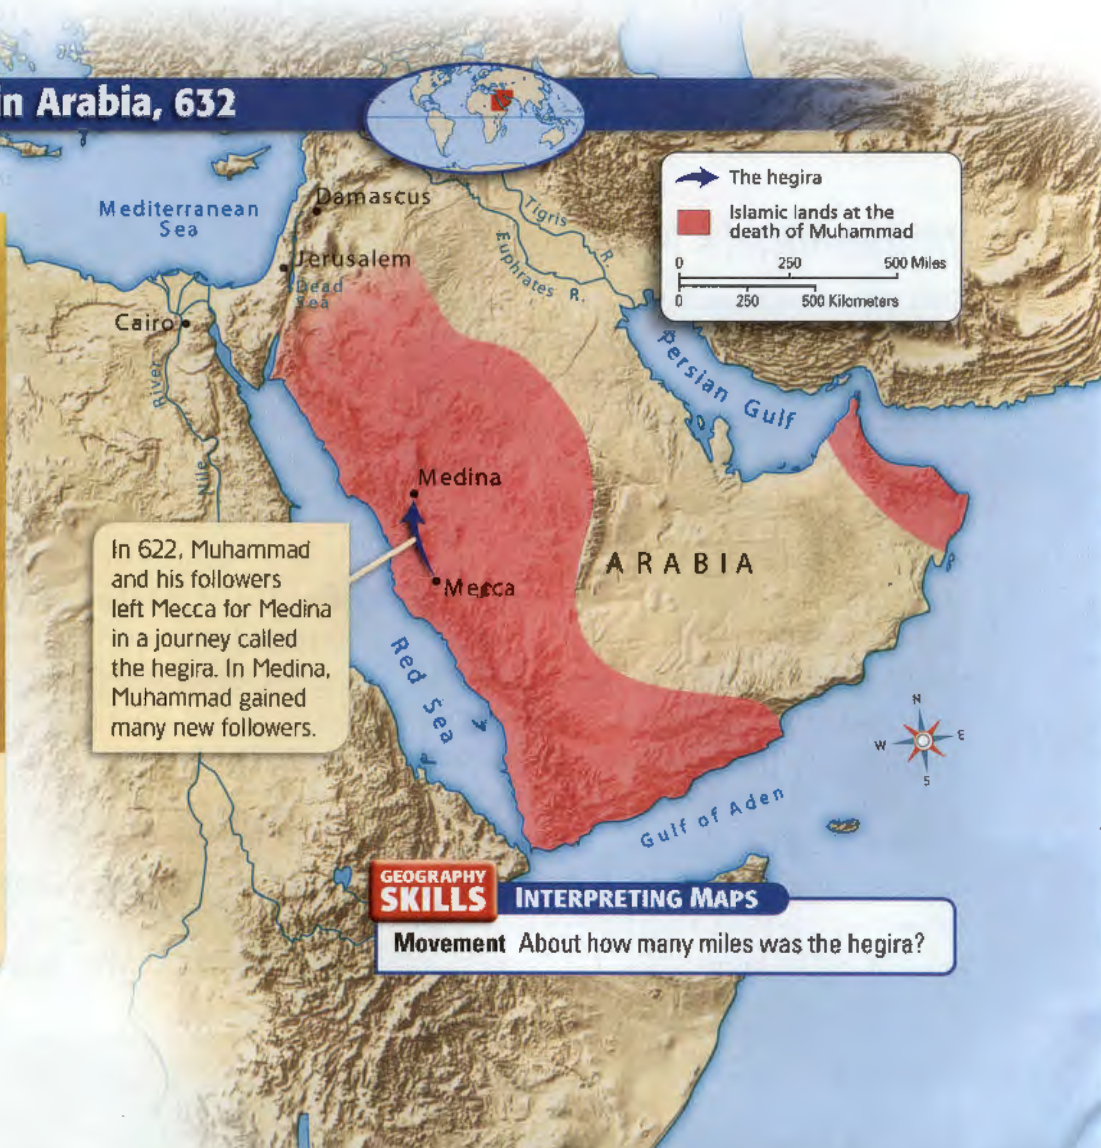 in Arabia, 632
The hegira
Islamic lands at the
death of Muhammad
0 250 500 Miles
0 250 500 Kilometers
Mediterranean
Sea
Damascus
Tigris R.
Euphrates R.
Jerusalem
Dead
Sea
Cairo
Nile River
Persian Gulf
Medina
Mecca
ARABIA
In 622, Muhammad
and his followers
left Mecca for Medina
in a journey called
the hegira. In Medina,
Muhammad gained
many new followers.
Red Sea
N
W E
S
Gulf of Aden
GEOGRAPHY
SKILLS
INTERPRETING MAPS
Movement About how many miles was the hegira?